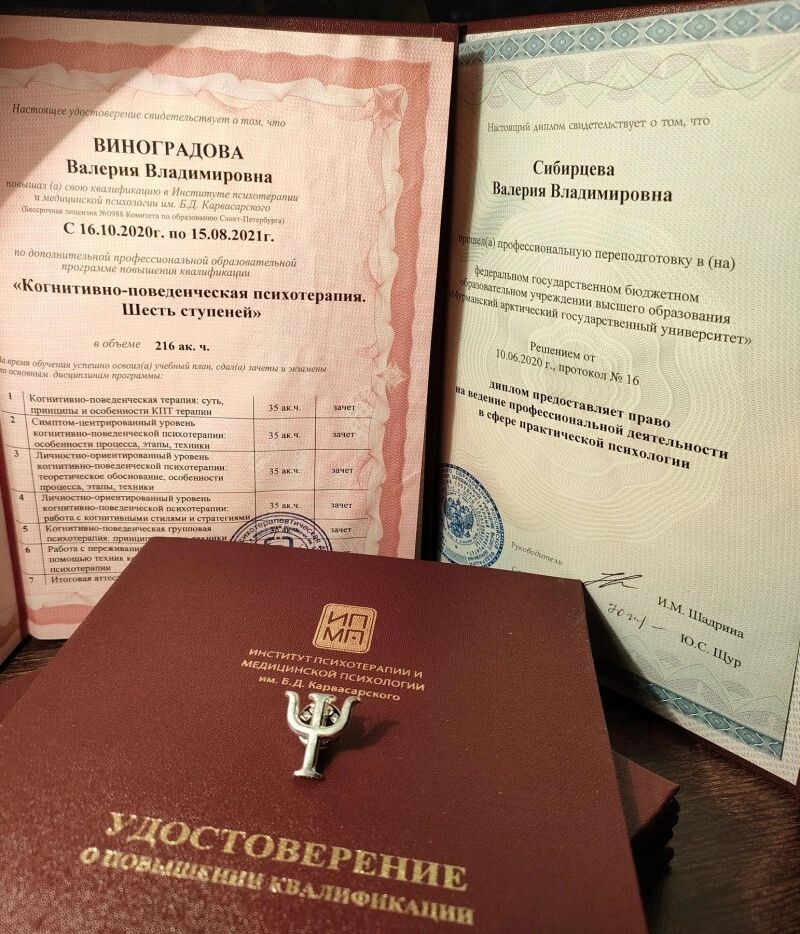 Настоящее удостоверение свидетельствует о том, что
ВИНОГРАДОВА
Валерия Владимировна
повышал (а) свою квалификацию в Институте психотерапии
и медицинской психологии им. Б.Д. Карвасарского
(Бессрочная лицензия №0988 Комитета по образованию Санкт-Петербурга)
С 16.10.2020г. по 15.08.2021г.
по дополнительной профессиональной образовательной
программе повышения квалификации
«Когнитивно-поведенческая психотерапия.
Шесть ступеней»
в объеме 216 ак. ч.
За время обучения успешно освоил(а) учебный план, сдал(а) зачеты и экзамены
по основным дисциплинам программы:
1 Когнитивно-поведенческая терапия: суть,
принципы и особенности КПТ терапии 35 ак.ч. зачет
2 Симптом-центрированный уровень
когнитивно-поведенческой психотерапии: 35 ак.ч. зачет
особенности процесса, этапы, техники
3 Личностно-ориентированный уровень
когнитивно-поведенческой психотерапии: 35 ак.ч. зачет
теоретическое обоснование, особенности
процесса, этапы, техники
4 Личностно-ориентированный уровень
когнитивно-поведенческой психотерапии: 35 ак.ч. зачет
работа с когнитивными стилями и стратегиями
5 Когнитивно-поведенческая групповая зачет
психотерапия: техники
6 Работа с
помощью техник
психотерапии
7 Итоговая
Настоящий диплом свидетельствует о том, что
Сибирцева
Валерия Владимировна
прошел(а) профессиональную переподготовку в (на)
федеральном государственном бюджетном
образовательном учреждении высшего образования
«Мурманский арктический государственный университет»
Решением от
10.06.2020 г., протокол № 16
диплом предоставляет право
на ведение профессиональной деятельности
в сфере практической психологии
Руководитель
И.М. Шадрина
Ю.С. Щур
ИП
МП
ИНСТИТУТ ПСИХОТЕРАПИИ И
МЕДИЦИНСКОЙ ПСИХОЛОГИИ
им. Б.Д. Карвасарского
УДОСТОВЕРЕНИЕ
О ПОВЫШЕНИИ КВАЛИФИКАЦИИ